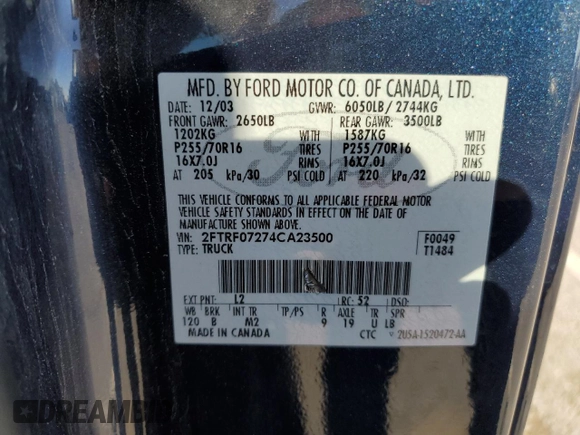 MFD. BY FORD MOTOR CO. OF CANADA, LTD.
DATE: 12/03 GVWR: 6050LB/ 2744KG
FRONT GAWR: 2650LB REAR GAWR: 3500LB
1202KG WITH 1587KG WITH
P255/70R16 TIRES P255/70R16 TIRES
16X7.0J RIMS 16X7.0J RIMS
AT 205 kPa/30 PSI COLD AT 220 kPa/32 PSI COLD
THIS VEHICLE CONFORMS TO ALL APPLICABLE FEDERAL MOTOR
VEHICLE SAFETY STANDARDS IN EFFECT ON THE DATE OF
MANUFACTURE SHOWN ABOVE.
VIN: 2FTRF07274CA23500 F0049
TYPE: TRUCK T1484
EXT PNT: L2 RC: 52 DSO:
WB BRK INT TR TP/PS R AXLE TR SPR
120 B M2 9 19 U LB
MADE IN CANADA CTC 2U5A-1520472-AA
Ford
DREAMBID